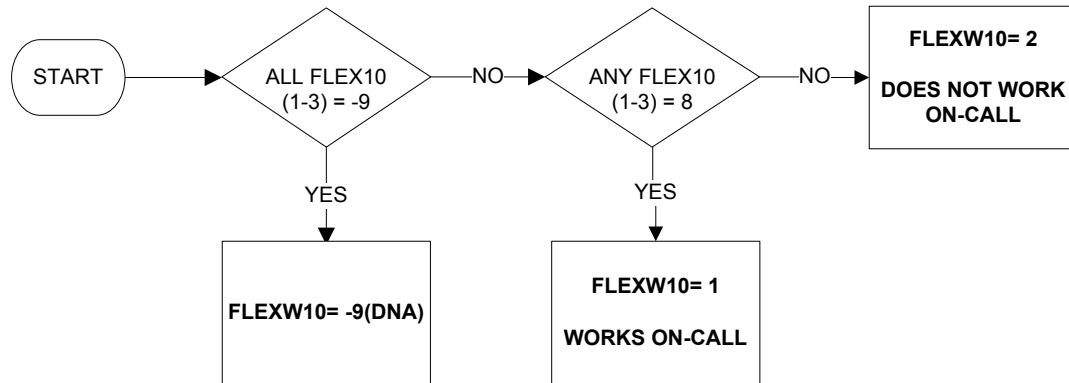 START
ALL FLEX10
(1-3) = -9
NO
ANY FLEX10
(1-3) = 8
NO
FLEXW10= 2
DOES NOT WORK
ON-CALL
YES
YES
FLEXW10= -9(DNA)
FLEXW10= 1
WORKS ON-CALL